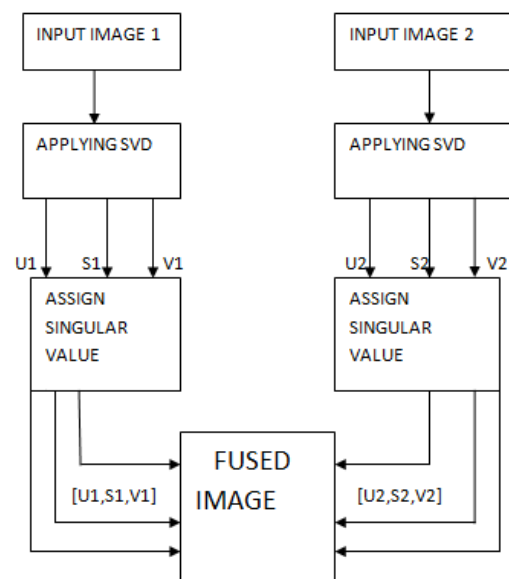 INPUT IMAGE 1
INPUT IMAGE 2
APPLYING SVD
APPLYING SVD
U1 S1 V1
U2 S2 V2
ASSIGN
SINGULAR
VALUE
ASSIGN
SINGULAR
VALUE
FUSED
IMAGE
[U1,S1,V1]
[U2,S2,V2]